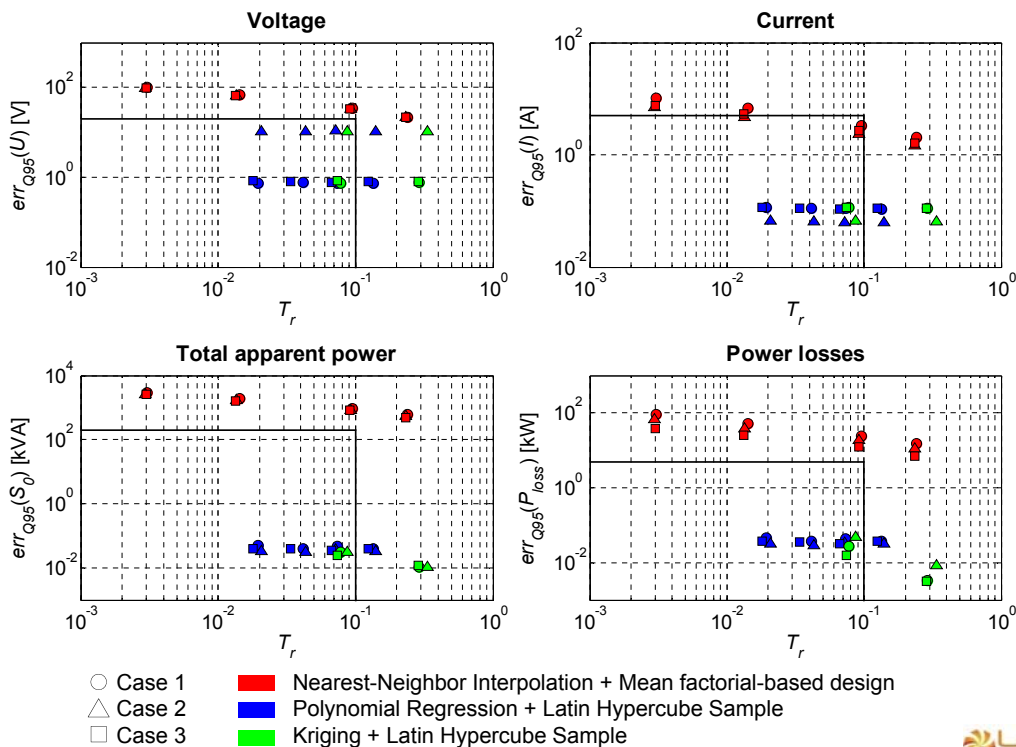 Voltage
10^2
10^0
10^-2
err_Q95(U) [V]
10^-3
10^-2
10^-1
10^0
T_r
Current
10^2
10^0
10^-2
err_Q95(I) [A]
10^-3
10^-2
10^-1
10^0
T_r
Total apparent power
10^4
10^2
10^0
10^-2
err_Q95(S_0) [kVA]
10^-3
10^-2
10^-1
10^0
T_r
Power losses
10^2
10^0
10^-2
err_Q95(P_loss) [kW]
10^-3
10^-2
10^-1
10^0
T_r
Case 1 Nearest-Neighbor Interpolation + Mean factorial-based design
Case 2 Polynomial Regression + Latin Hypercube Sample
Case 3 Kriging + Latin Hypercube Sample